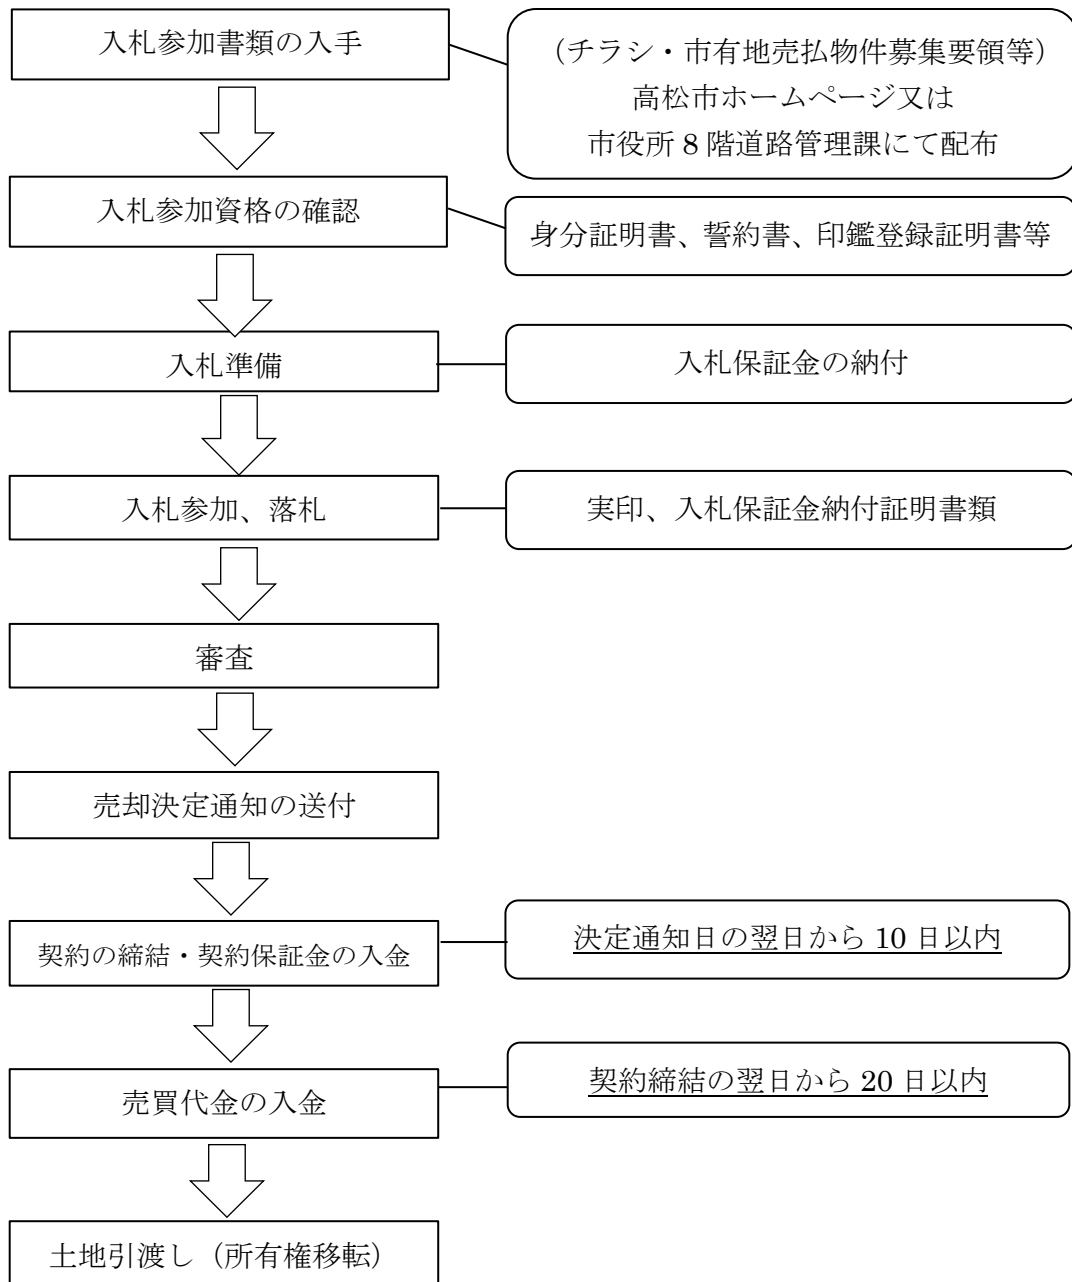 入札参加書類の入手
（チラシ・市有地売払物件募集要領等）
高松市ホームページ又は
市役所 8 階道路管理課にて配布
入札参加資格の確認
身分証明書、誓約書、印鑑登録証明書等
入札準備
入札保証金の納付
入札参加、落札
実印、入札保証金納付証明書類
審査
売却決定通知の送付
契約の締結・契約保証金の入金
決定通知日の翌日から 10 日以内
売買代金の入金
契約締結の翌日から 20 日以内
土地引渡し（所有権移転）